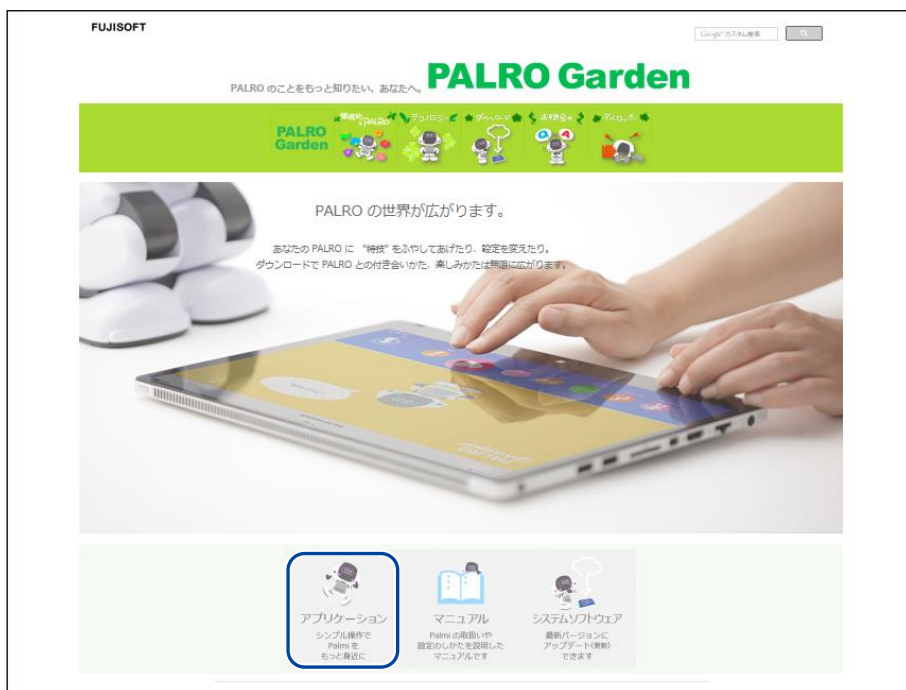 FUJISOFT
Google カスタム検索
PALRO のことをもっと知りたい、あなたへ。 PALRO Garden
PALRO
Garden
PALRO の世界が広がります。
あなたの PALRO に “特技” をふやしてあげたり、設定を変えたり。
ダウンロードで PALRO との付き合いかた、楽しみかたは無限に広がります。
アプリケーション
シンプル操作で
Palmi を
もっと身近に
マニュアル
Palmi の取扱いや
設定のしかたを説明した
マニュアルです
システムソフトウェア
最新バージョンに
アップデート(更新)
できます